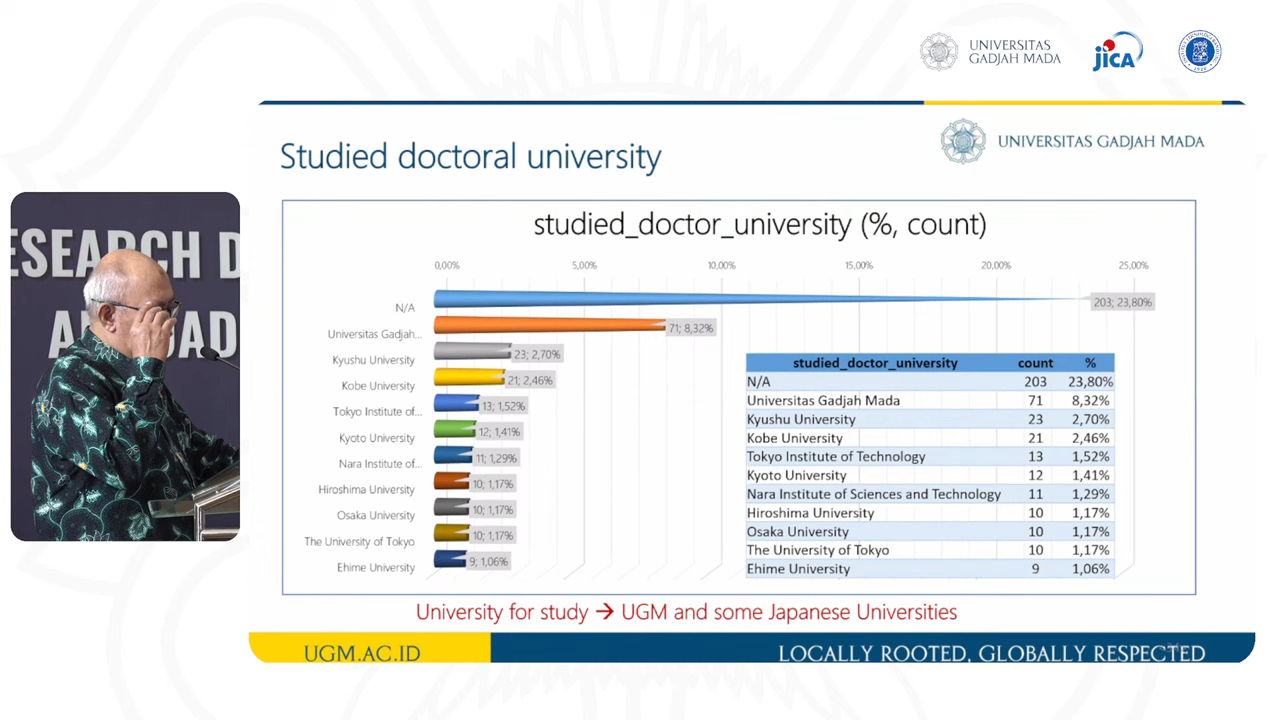 UNIVERSITAS
GADJAH MADA
JICA
Studied doctoral university
UNIVERSITAS GADJAH MADA
ESEARCH D
studied_doctor_university (%, count)
0,00% 5,00% 10,00% 15,00% 20,00% 25,00%
N/A 203; 23,80%
Universitas Gadjah... 71; 8,32%
Kyushu University 23; 2,70%
Kobe University 21; 2,46%
Tokyo Institute of... 13; 1,52%
Kyoto University 12; 1,41%
Nara Institute of... 11; 1,29%
Hiroshima University 10; 1,17%
Osaka University 10; 1,17%
The University of Tokyo 10; 1,17%
Ehime University 9; 1,06%
studied_doctor_university count %
N/A 203 23,80%
Universitas Gadjah Mada 71 8,32%
Kyushu University 23 2,70%
Kobe University 21 2,46%
Tokyo Institute of Technology 13 1,52%
Kyoto University 12 1,41%
Nara Institute of Sciences and Technology 11 1,29%
Hiroshima University 10 1,17%
Osaka University 10 1,17%
The University of Tokyo 10 1,17%
Ehime University 9 1,06%
University for study → UGM and some Japanese Universities
UGM.AC.ID
LOCALLY ROOTED, GLOBALLY RESPECTED